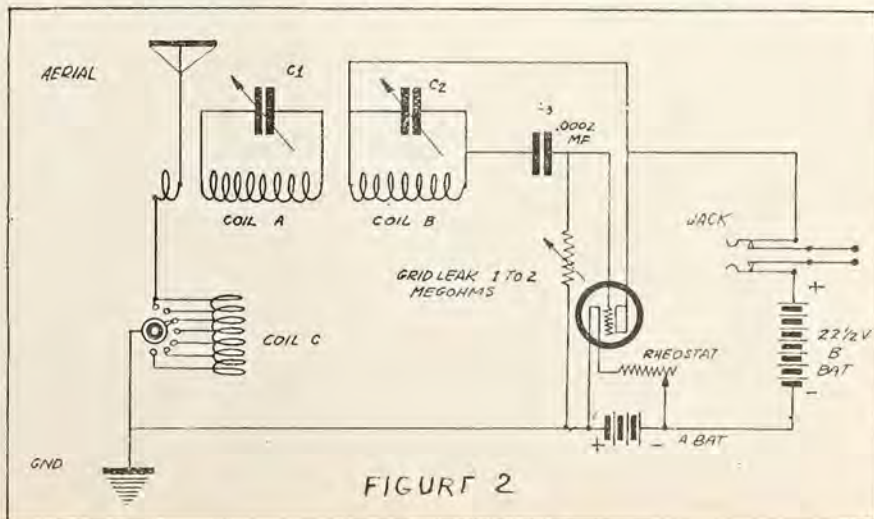 AERIAL
C1
C2
.0002
MF
COIL A
COIL B
JACK
GRID LEAK 1 TO 2
MEGOHMS
+
COIL C
RHEOSTAT
22 1/2 V
B
BAT
-
+
-
A BAT
GND
FIGURE 2